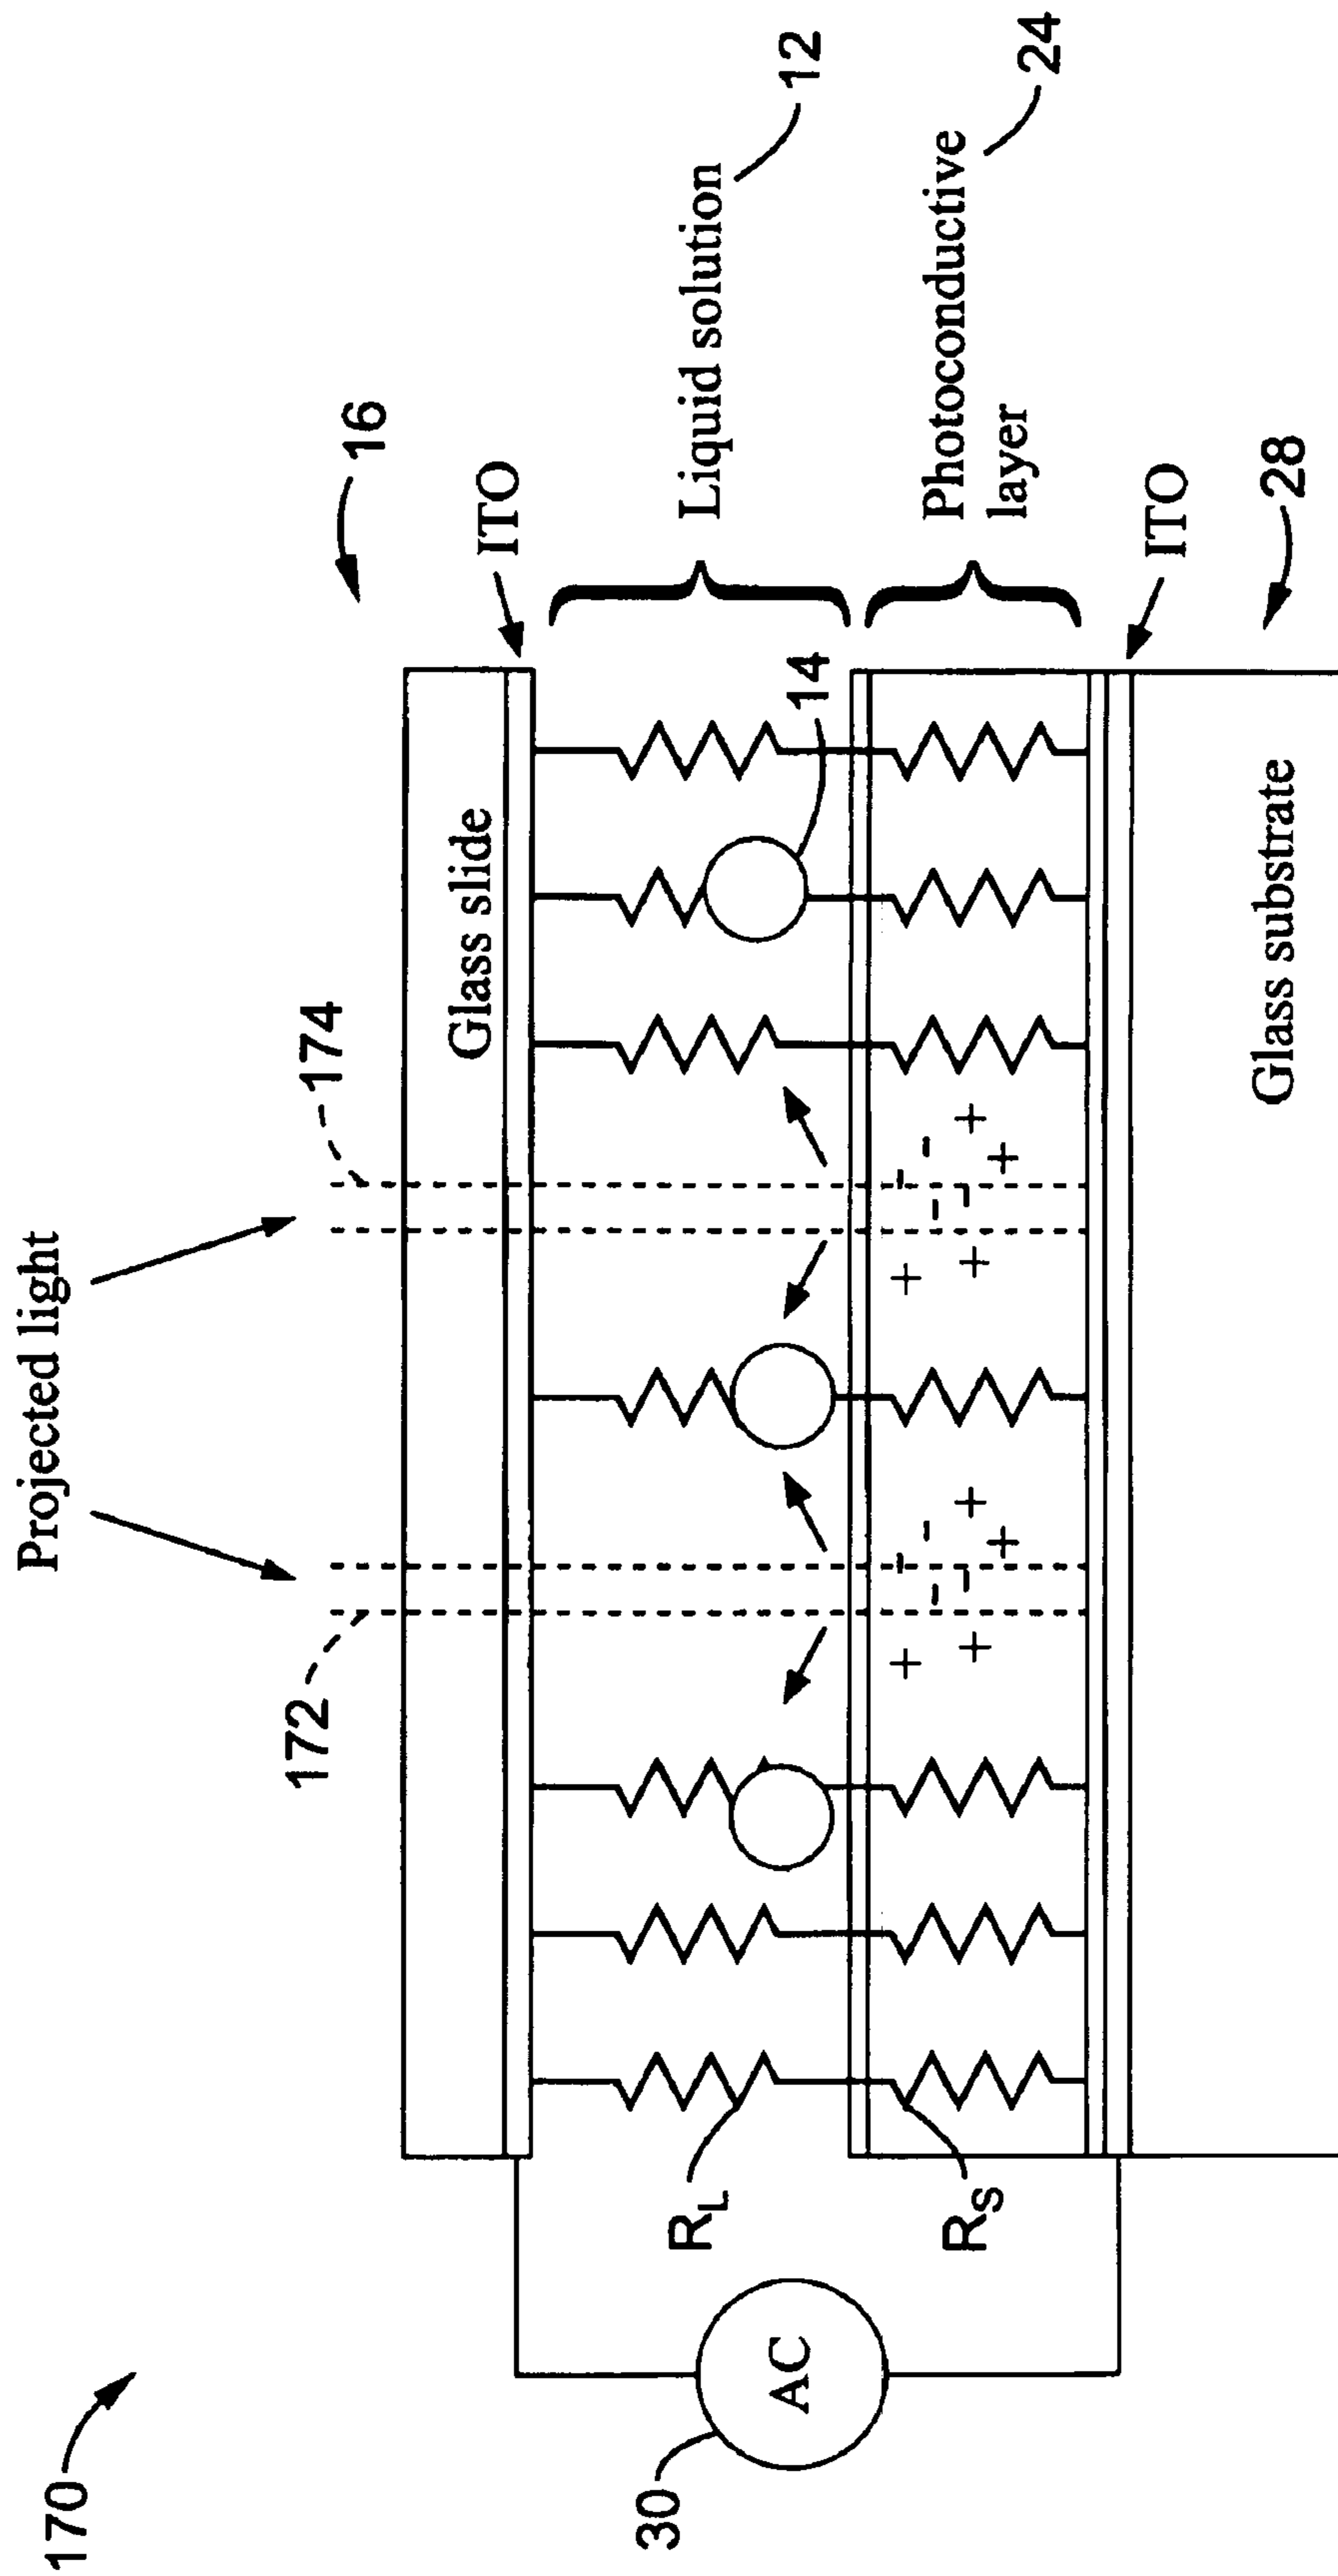 170
Projected light
172
174
16
Glass slide
ITO
Liquid solution
12
14
30
AC
R_L
R_S
Photoconductive
layer
24
ITO
Glass substrate
28
+ + - - - - + +
+ + - - - - + +